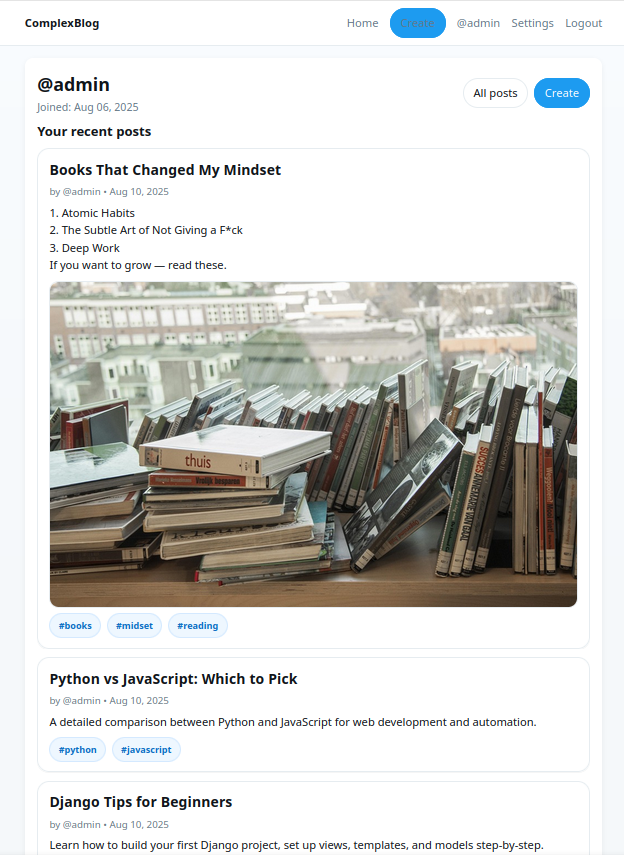 ComplexBlog
Home Create @admin Settings Logout
@admin
Joined: Aug 06, 2025
All posts Create
Your recent posts
Books That Changed My Mindset
by @admin • Aug 10, 2025
1. Atomic Habits
2. The Subtle Art of Not Giving a F*ck
3. Deep Work
If you want to grow — read these.
thuis
#books #midset #reading
Python vs JavaScript: Which to Pick
by @admin • Aug 10, 2025
A detailed comparison between Python and JavaScript for web development and automation.
#python #javascript
Django Tips for Beginners
by @admin • Aug 10, 2025
Learn how to build your first Django project, set up views, templates, and models step-by-step.